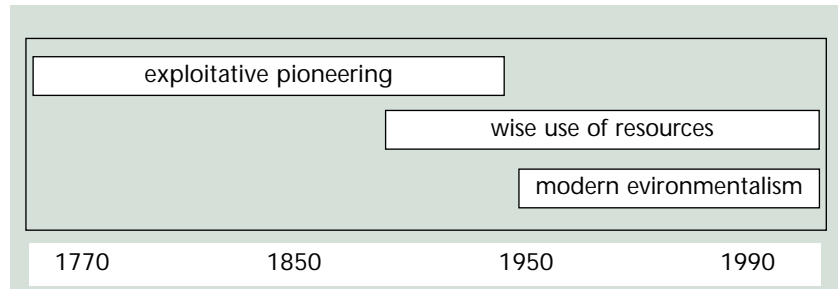 exploitative pioneering
wise use of resources
modern evironmentalism
1770 1850 1950 1990